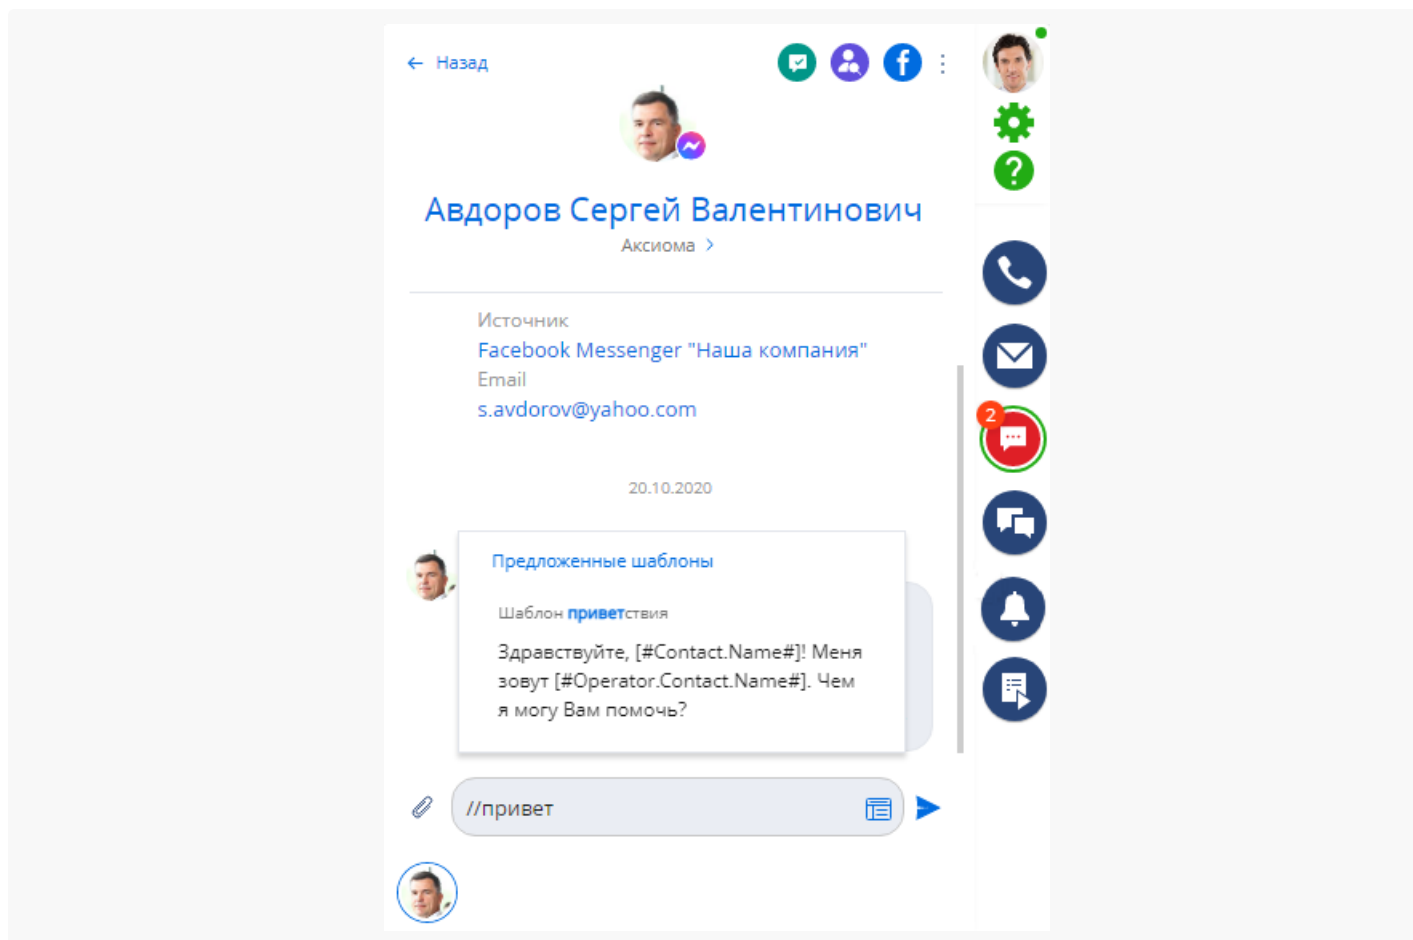 Назад
Авдоров Сергей Валентинович
Аксиома
Источник
Facebook Messenger "Наша компания"
Email
s.avdorov@yahoo.com
2
20.10.2020
Предложенные шаблоны
Шаблон приветствия
Здравствуйте, [#Contact.Name#]! Меня
зовут [#Operator.Contact.Name#]. Чем
я могу Вам помочь?
//привет